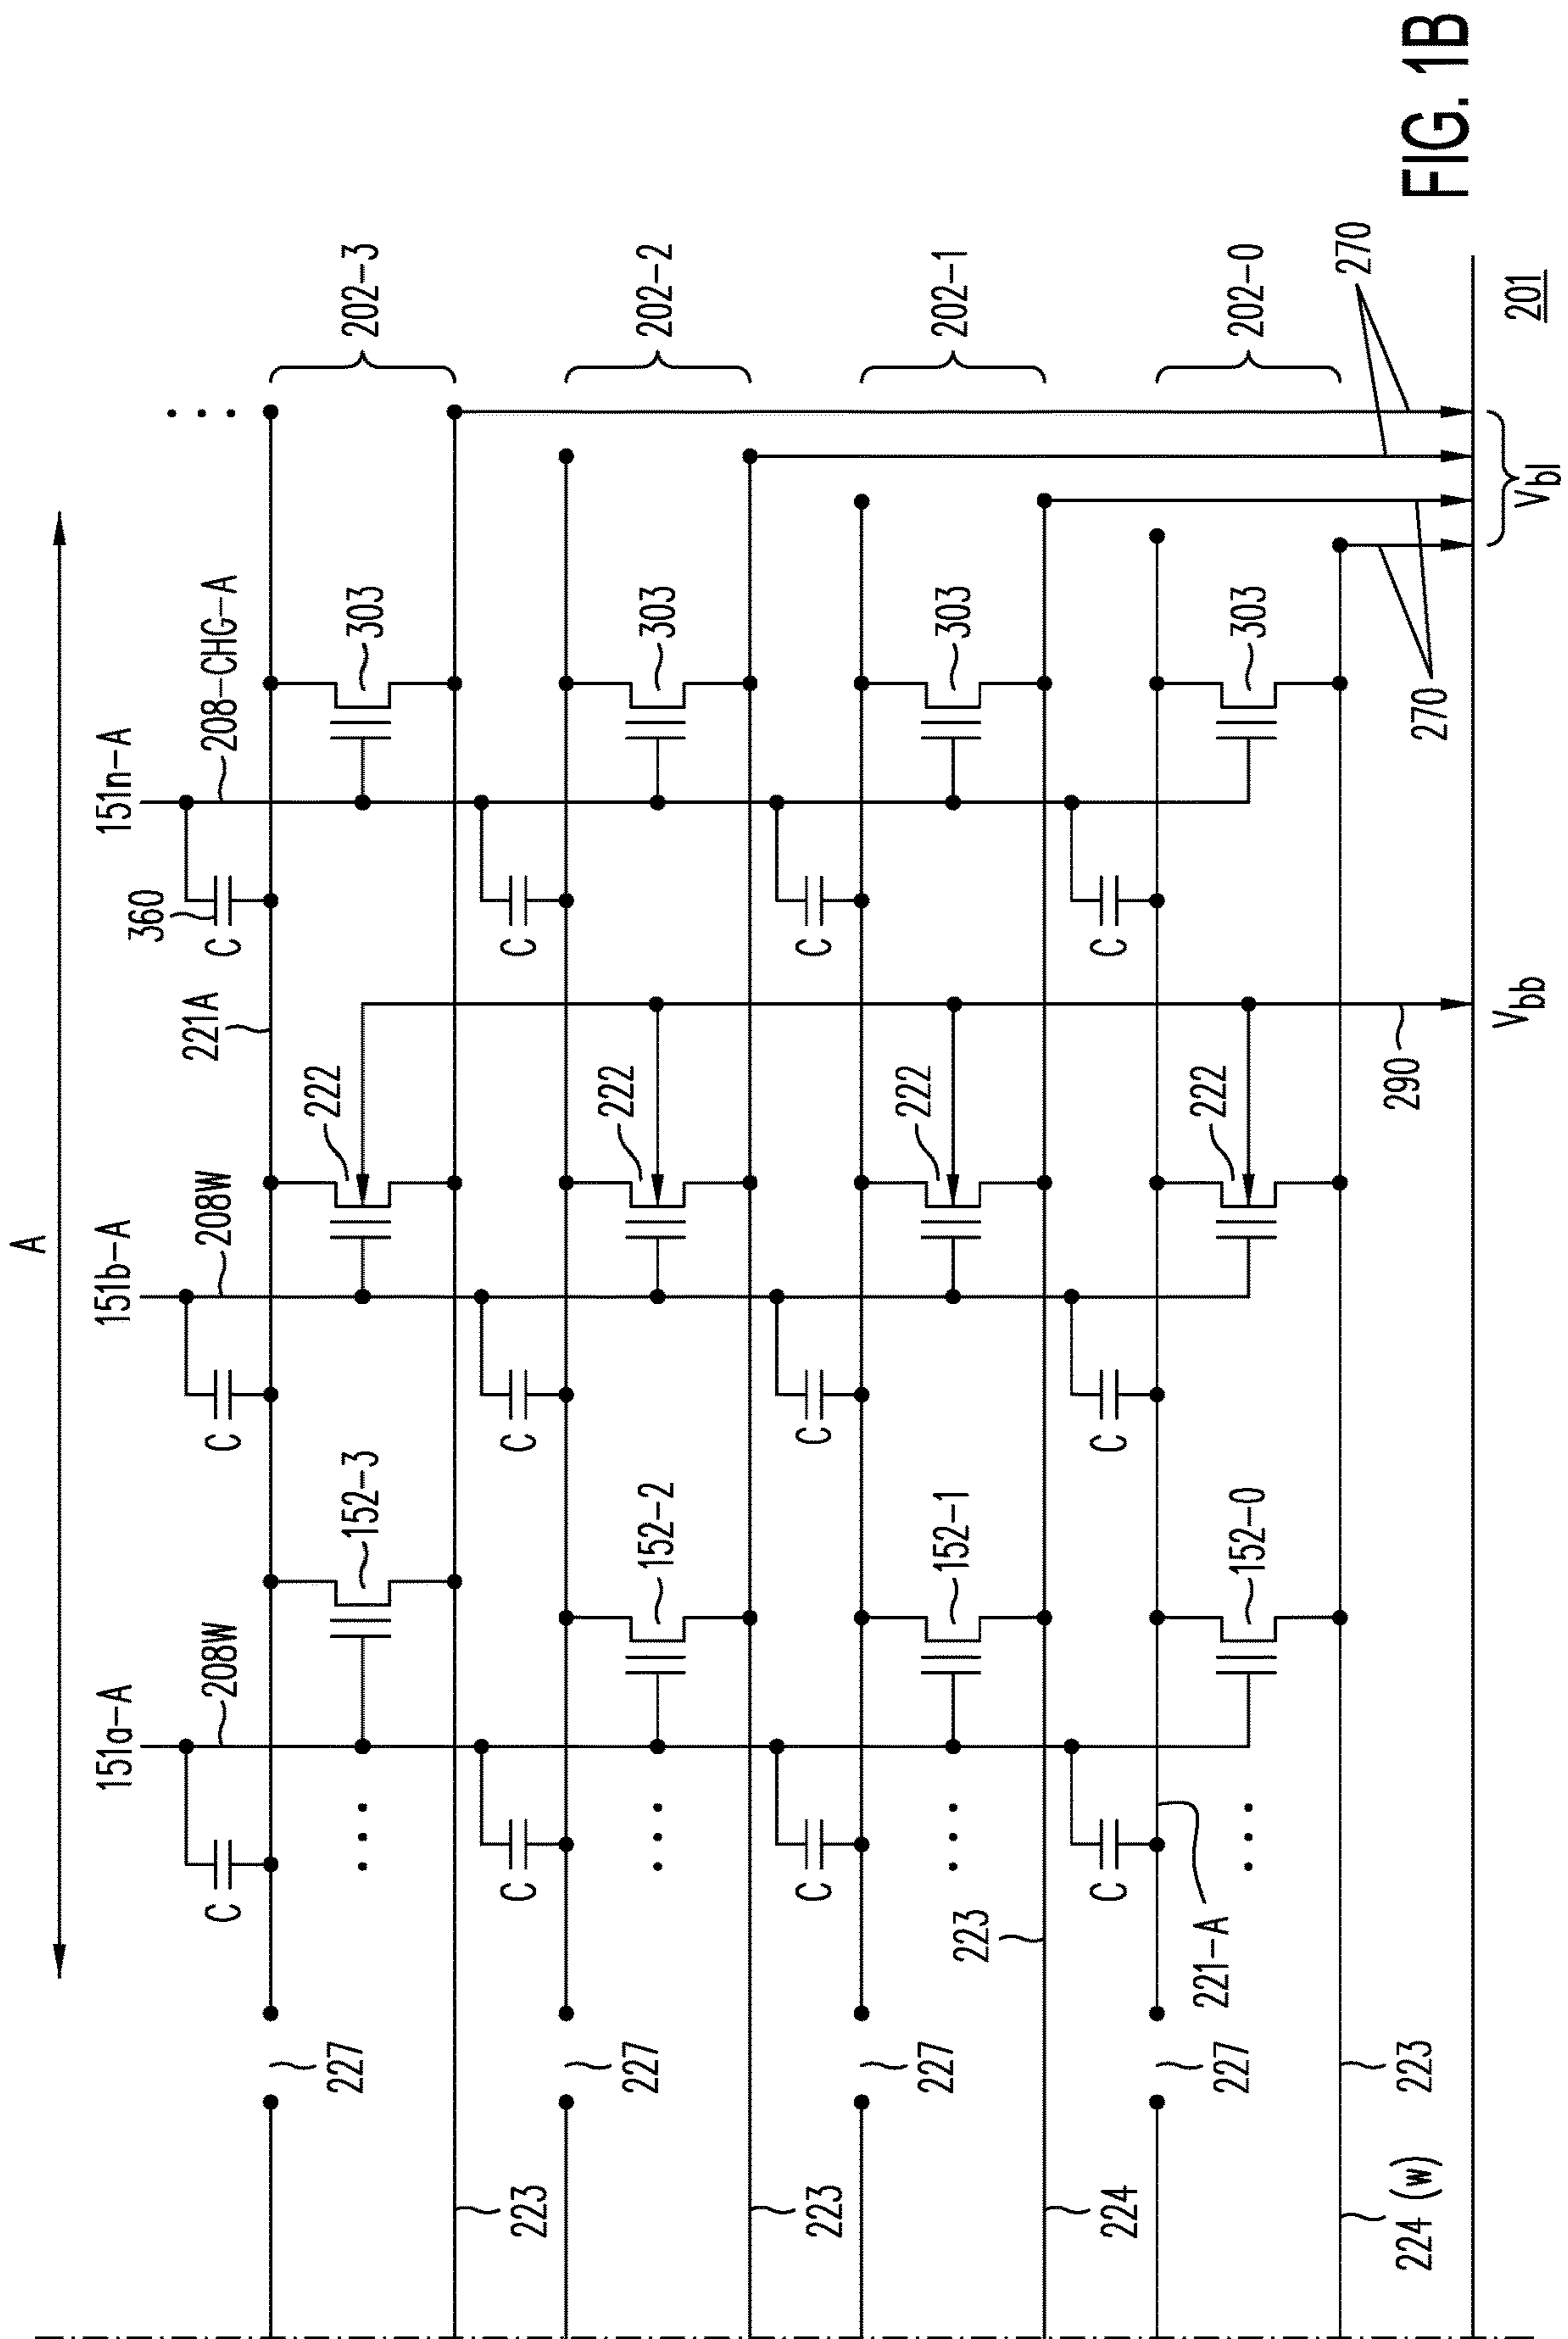 A
151a-A
151b-A
151n-A
208W
208W
208-CHG-A
C
C
221A
360
C
227
152-3
222
303
202-3
223
C
C
C
227
152-2
222
303
202-2
223
C
C
C
227
152-1
222
303
202-1
223
224
C
C
C
227
221-A
152-0
222
303
202-0
224 (w)
223
290
270
270
Vbb
Vbl
201
FIG. 1B